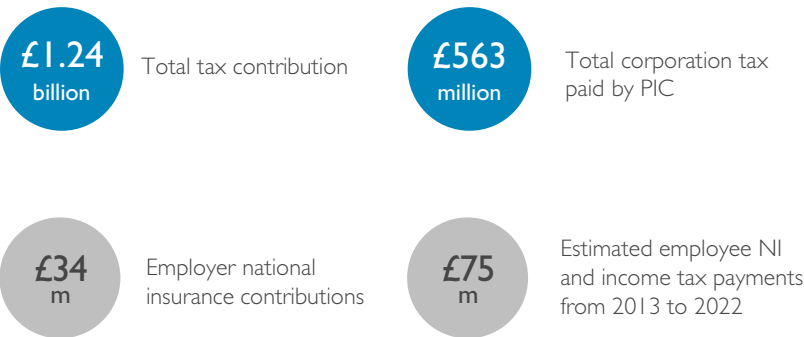 £1.24
billion
Total tax contribution
£563
million
Total corporation tax
paid by PIC
£34
m
Employer national
insurance contributions
£75
m
Estimated employee NI
and income tax payments
from 2013 to 2022